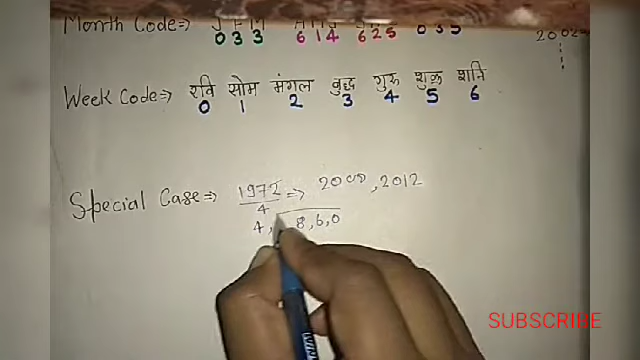 Month Code⇒ J F M
0 3 3 6 1 4 6 2 5 0 3 5
2002⇒
Week Code⇒ रवि सोम मंगल बुद्ध गुरु शुक्र शनि
0 1 2 3 4 5 6
Special Case⇒ 1972/4 ⇒ 2000, 2012
4, 8, 6, 0
SUBSCRIBE